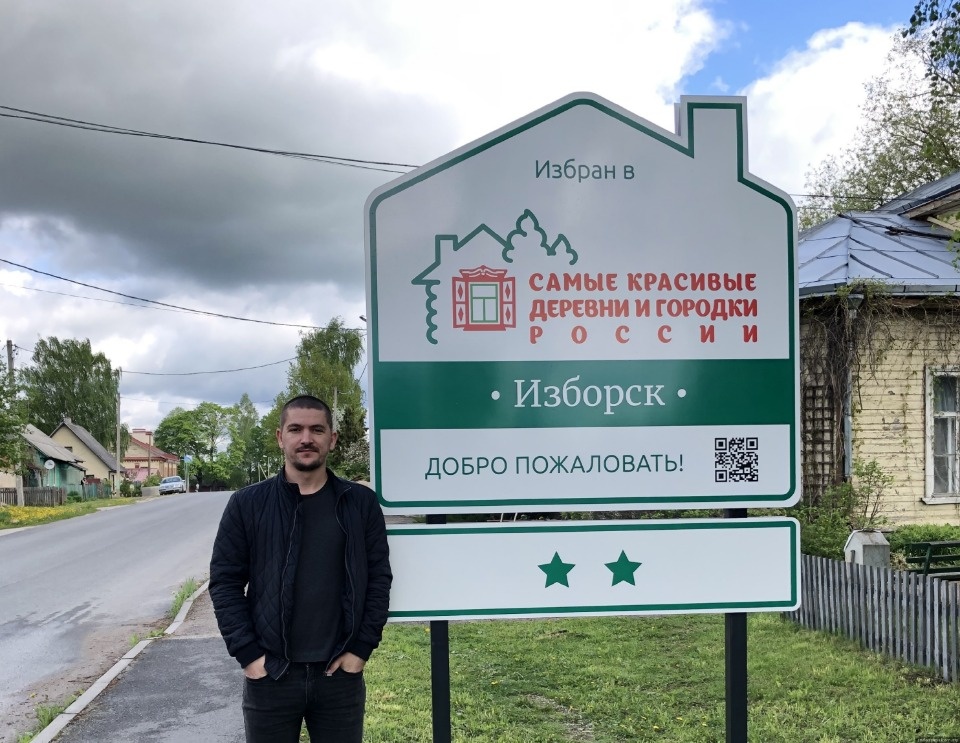 Избран в
САМЫЕ КРАСИВЫЕ
ДЕРЕВНИ И ГОРОДКИ
РОССИИ
• Изборск •
ДОБРО ПОЖАЛОВАТЬ!